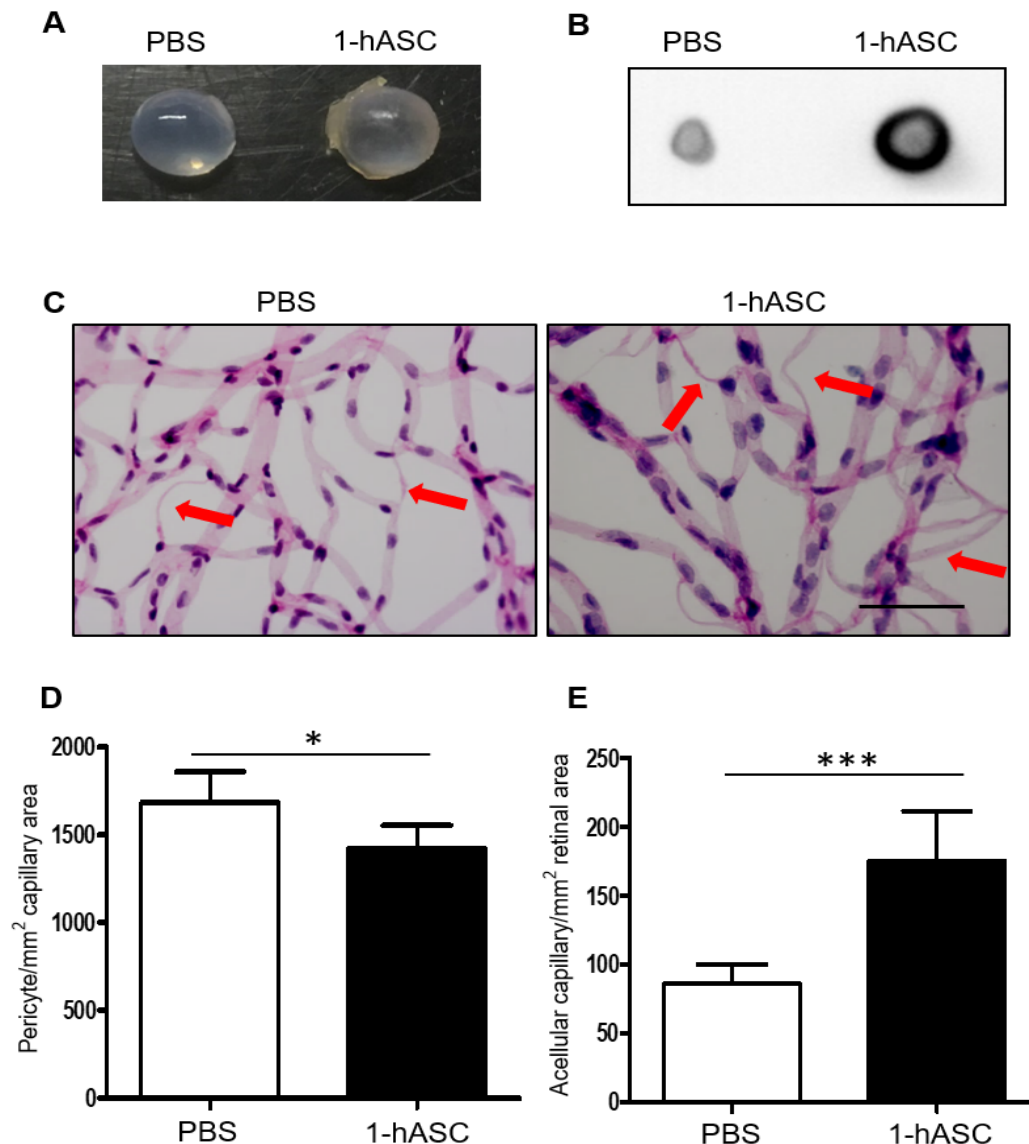 A
PBS 1-hASC
B
PBS 1-hASC
C
PBS 1-hASC
D
*
Pericyte/mm² capillary area
2000
1500
1000
500
0
PBS 1-hASC
E
***
Acellular capillary/mm² retinal area
250
200
150
100
50
0
PBS 1-hASC